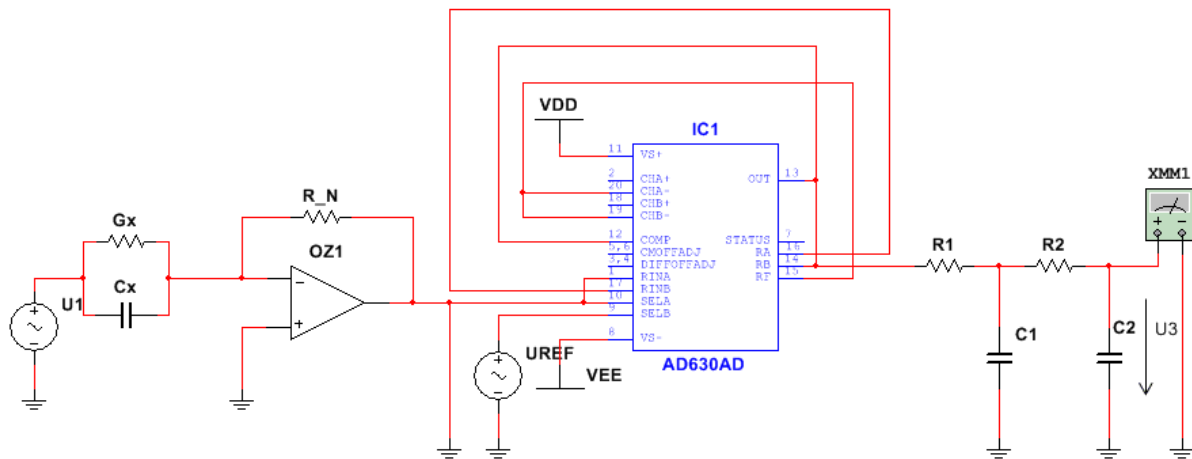 VDD
IC1
11 VS+
2 CHA+
20 CHA-
18 CHB+
19 CHB-
12 COMP
5,6 CMOFFADJ
3,4 DIFFOFFADJ
1 RINA
17 RINB
10 SELA
9 SELB
8 VS-
OUT 13
STATUS 7
RA 16
RB 14
RF 15
AD630AD
XMM1
+ -
R_N
Gx
OZ1
Cx
U1
+
-
-
+
UREF
+
-
VEE
R1
R2
C1
C2
U3